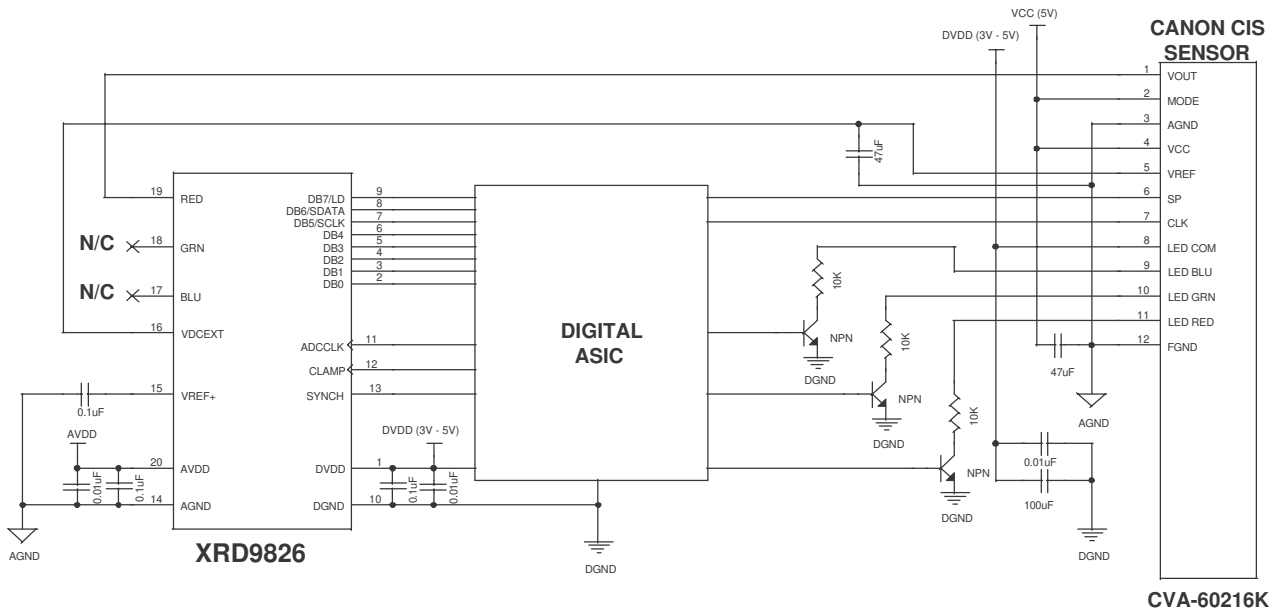 VCC (5V)
DVDD (3V - 5V)
CANON CIS
SENSOR
1 VOUT
2 MODE
3 AGND
4 VCC
5 VREF
6 SP
7 CLK
8 LED COM
9 LED BLU
10 LED GRN
11 LED RED
12 FGND
47uF
19 RED
N/C 18 GRN
N/C 17 BLU
16 VDCEXT
15 VREF+
0.1uF
AVDD
20 AVDD
0.01uF
0.1uF
14 AGND
AGND
DB7/LD 9
DB6/SDATA 8
DB5/SCLK 7
DB4 6
DB3 5
DB2 4
DB1 3
DB0 2
ADCCLK 11
CLAMP 12
SYNCH 13
DVDD (3V - 5V)
DVDD 1
DGND 10
0.1uF
0.01uF
XRD9826
DIGITAL
ASIC
DGND
10K
NPN
DGND
10K
NPN
DGND
10K
NPN
DGND
47uF
AGND
0.01uF
100uF
DGND
CVA-60216K